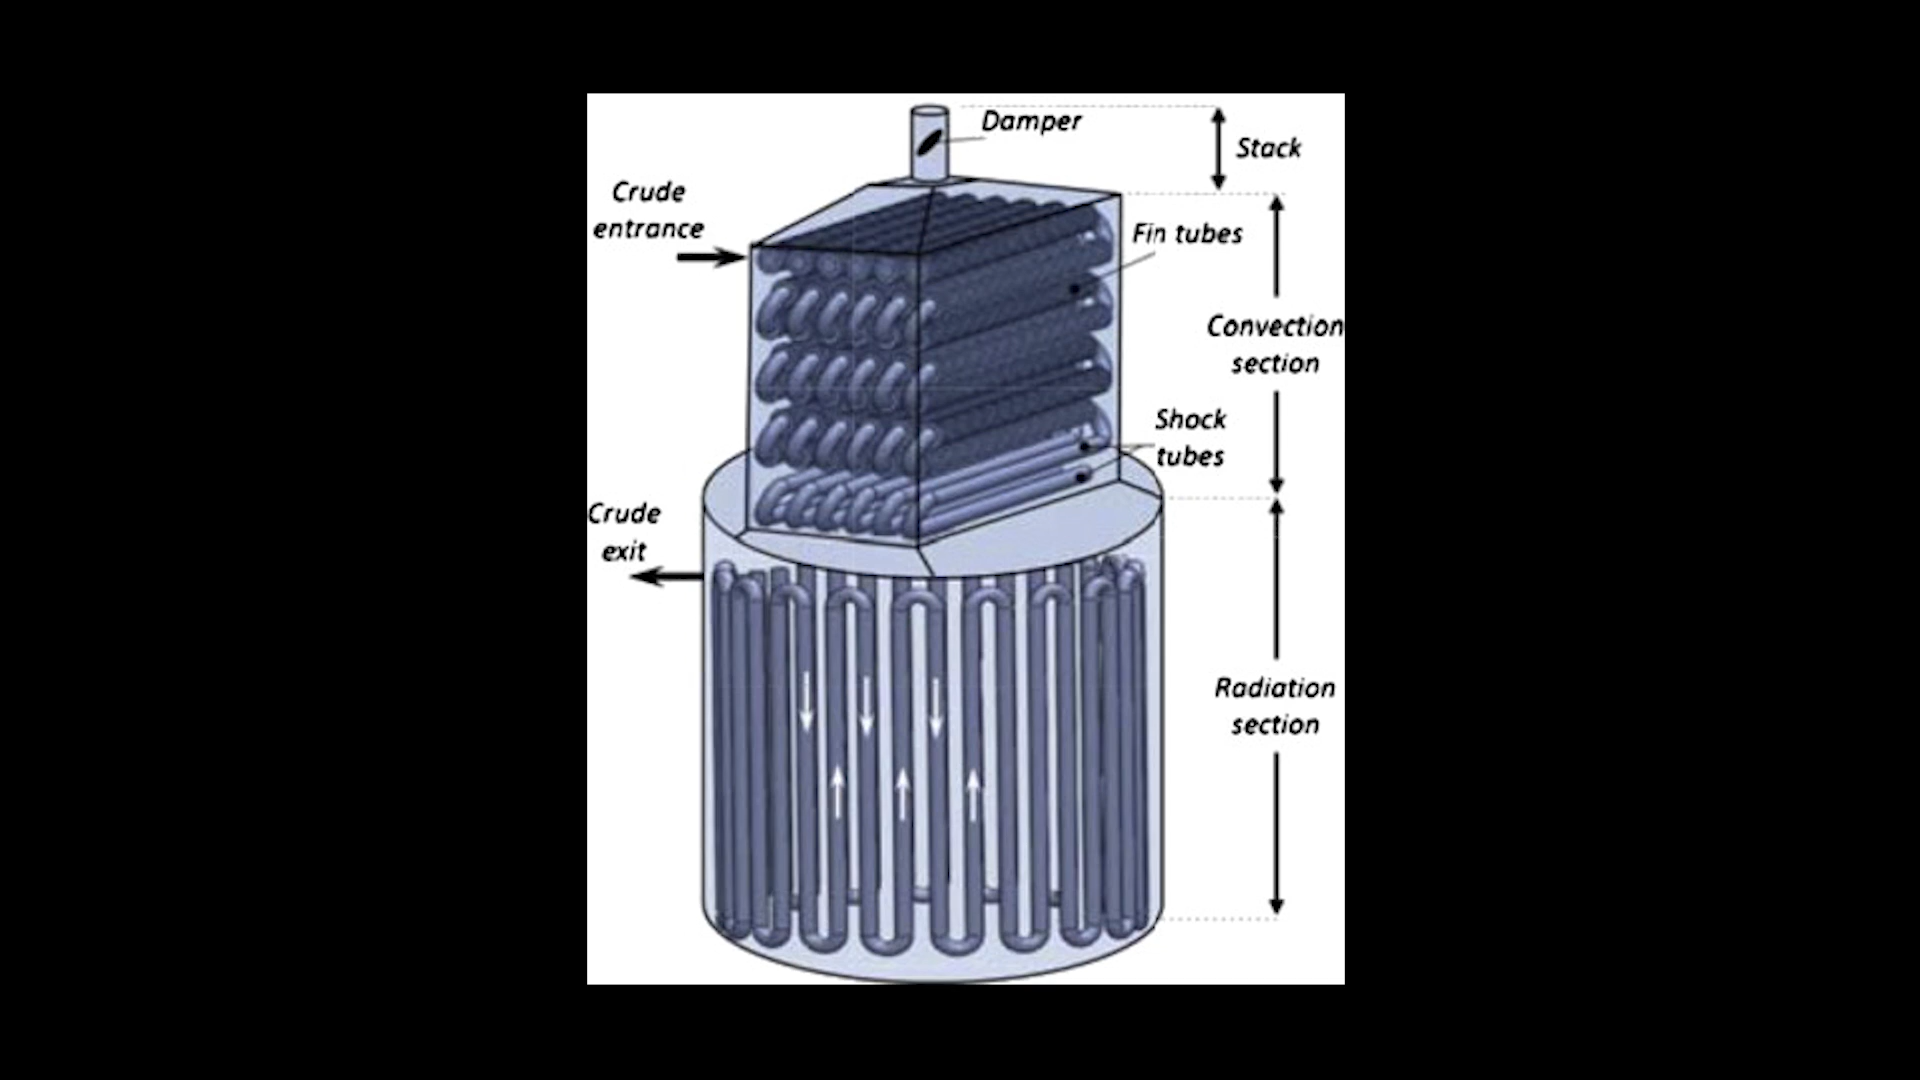 Damper
Stack
Crude
entrance
Fin tubes
Convection
section
Shock
tubes
Crude
exit
Radiation
section